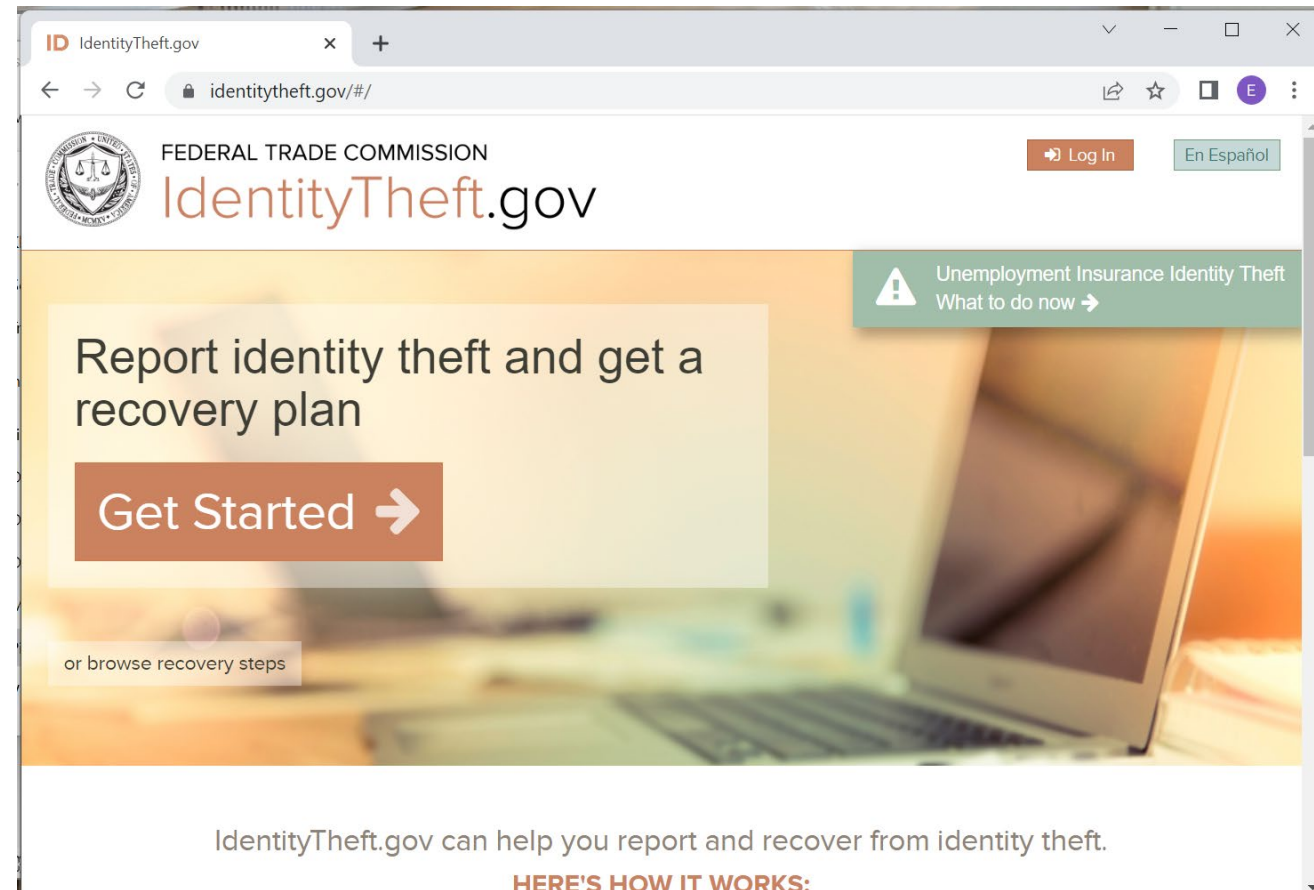 ID IdentityTheft.gov
identitytheft.gov/#/
E
FEDERAL TRADE COMMISSION
IdentityTheft.gov
Log In
En Español
Unemployment Insurance Identity Theft
What to do now
Report identity theft and get a
recovery plan
Get Started
or browse recovery steps
IdentityTheft.gov can help you report and recover from identity theft.
HERE'S HOW IT WORKS: